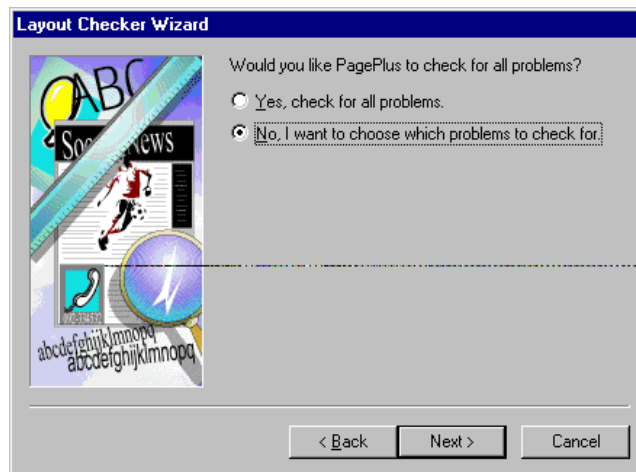 Layout Checker Wizard
Would you like PagePlus to check for all problems?
Yes, check for all problems.
No, I want to choose which problems to check for.
ABC
News
abcdefghijklmnopq
abcdefghijklmnopq
< Back
Next >
Cancel